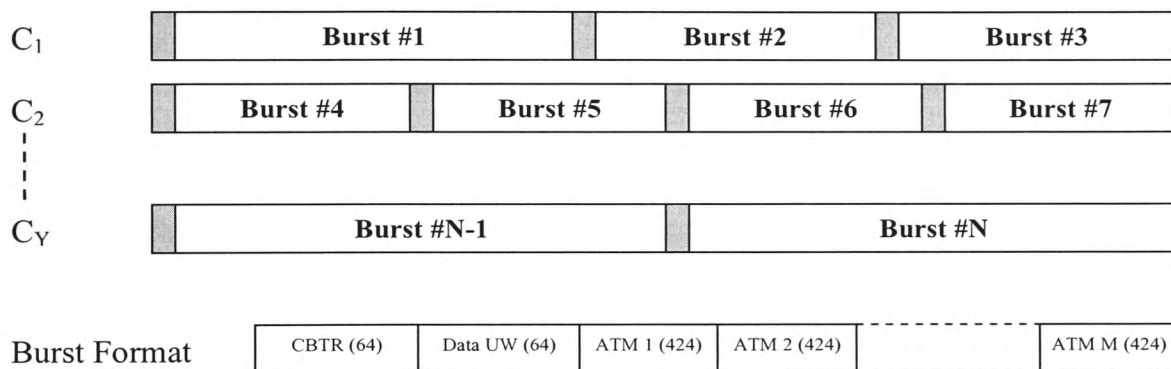 C₁ Burst #1 Burst #2 Burst #3
C₂ Burst #4 Burst #5 Burst #6 Burst #7
C_Y Burst #N-1 Burst #N
Burst Format CBTR (64) Data UW (64) ATM 1 (424) ATM 2 (424) ATM M (424)